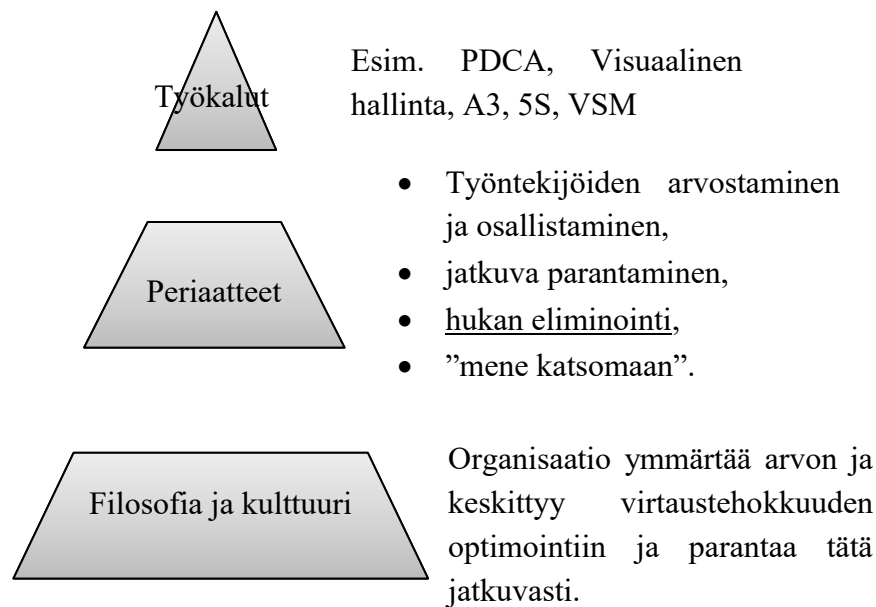 Työkalut
Esim. PDCA, Visuaalinen
hallinta, A3, 5S, VSM
Periaatteet
• Työntekijöiden arvostaminen
ja osallistaminen,
• jatkuva parantaminen,
• hukan eliminointi,
• ”mene katsomaan”.
Filosofia ja kulttuuri
Organisaatio ymmärtää arvon ja
keskittyy virtaustehokkuuden
optimointiin ja parantaa tätä
jatkuvasti.